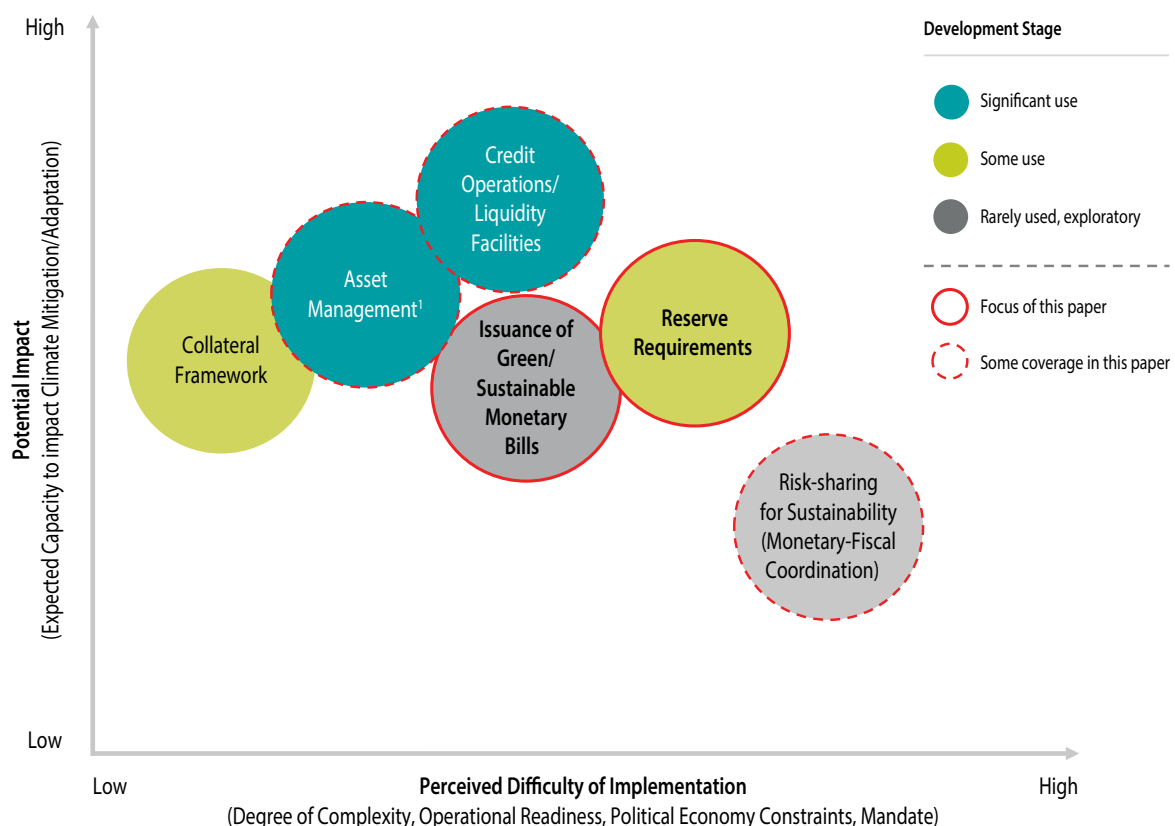 High
Potential Impact
(Expected Capacity to impact Climate Mitigation/Adaptation)
Low
Low
Perceived Difficulty of Implementation
High
(Degree of Complexity, Operational Readiness, Political Economy Constraints, Mandate)
Collateral
Framework
Asset
Management¹
Credit
Operations/
Liquidity
Facilities
Issuance of
Green/
Sustainable
Monetary
Bills
Reserve
Requirements
Risk-sharing
for Sustainability
(Monetary-Fiscal
Coordination)
Development Stage
Significant use
Some use
Rarely used, exploratory
Focus of this paper
Some coverage in this paper